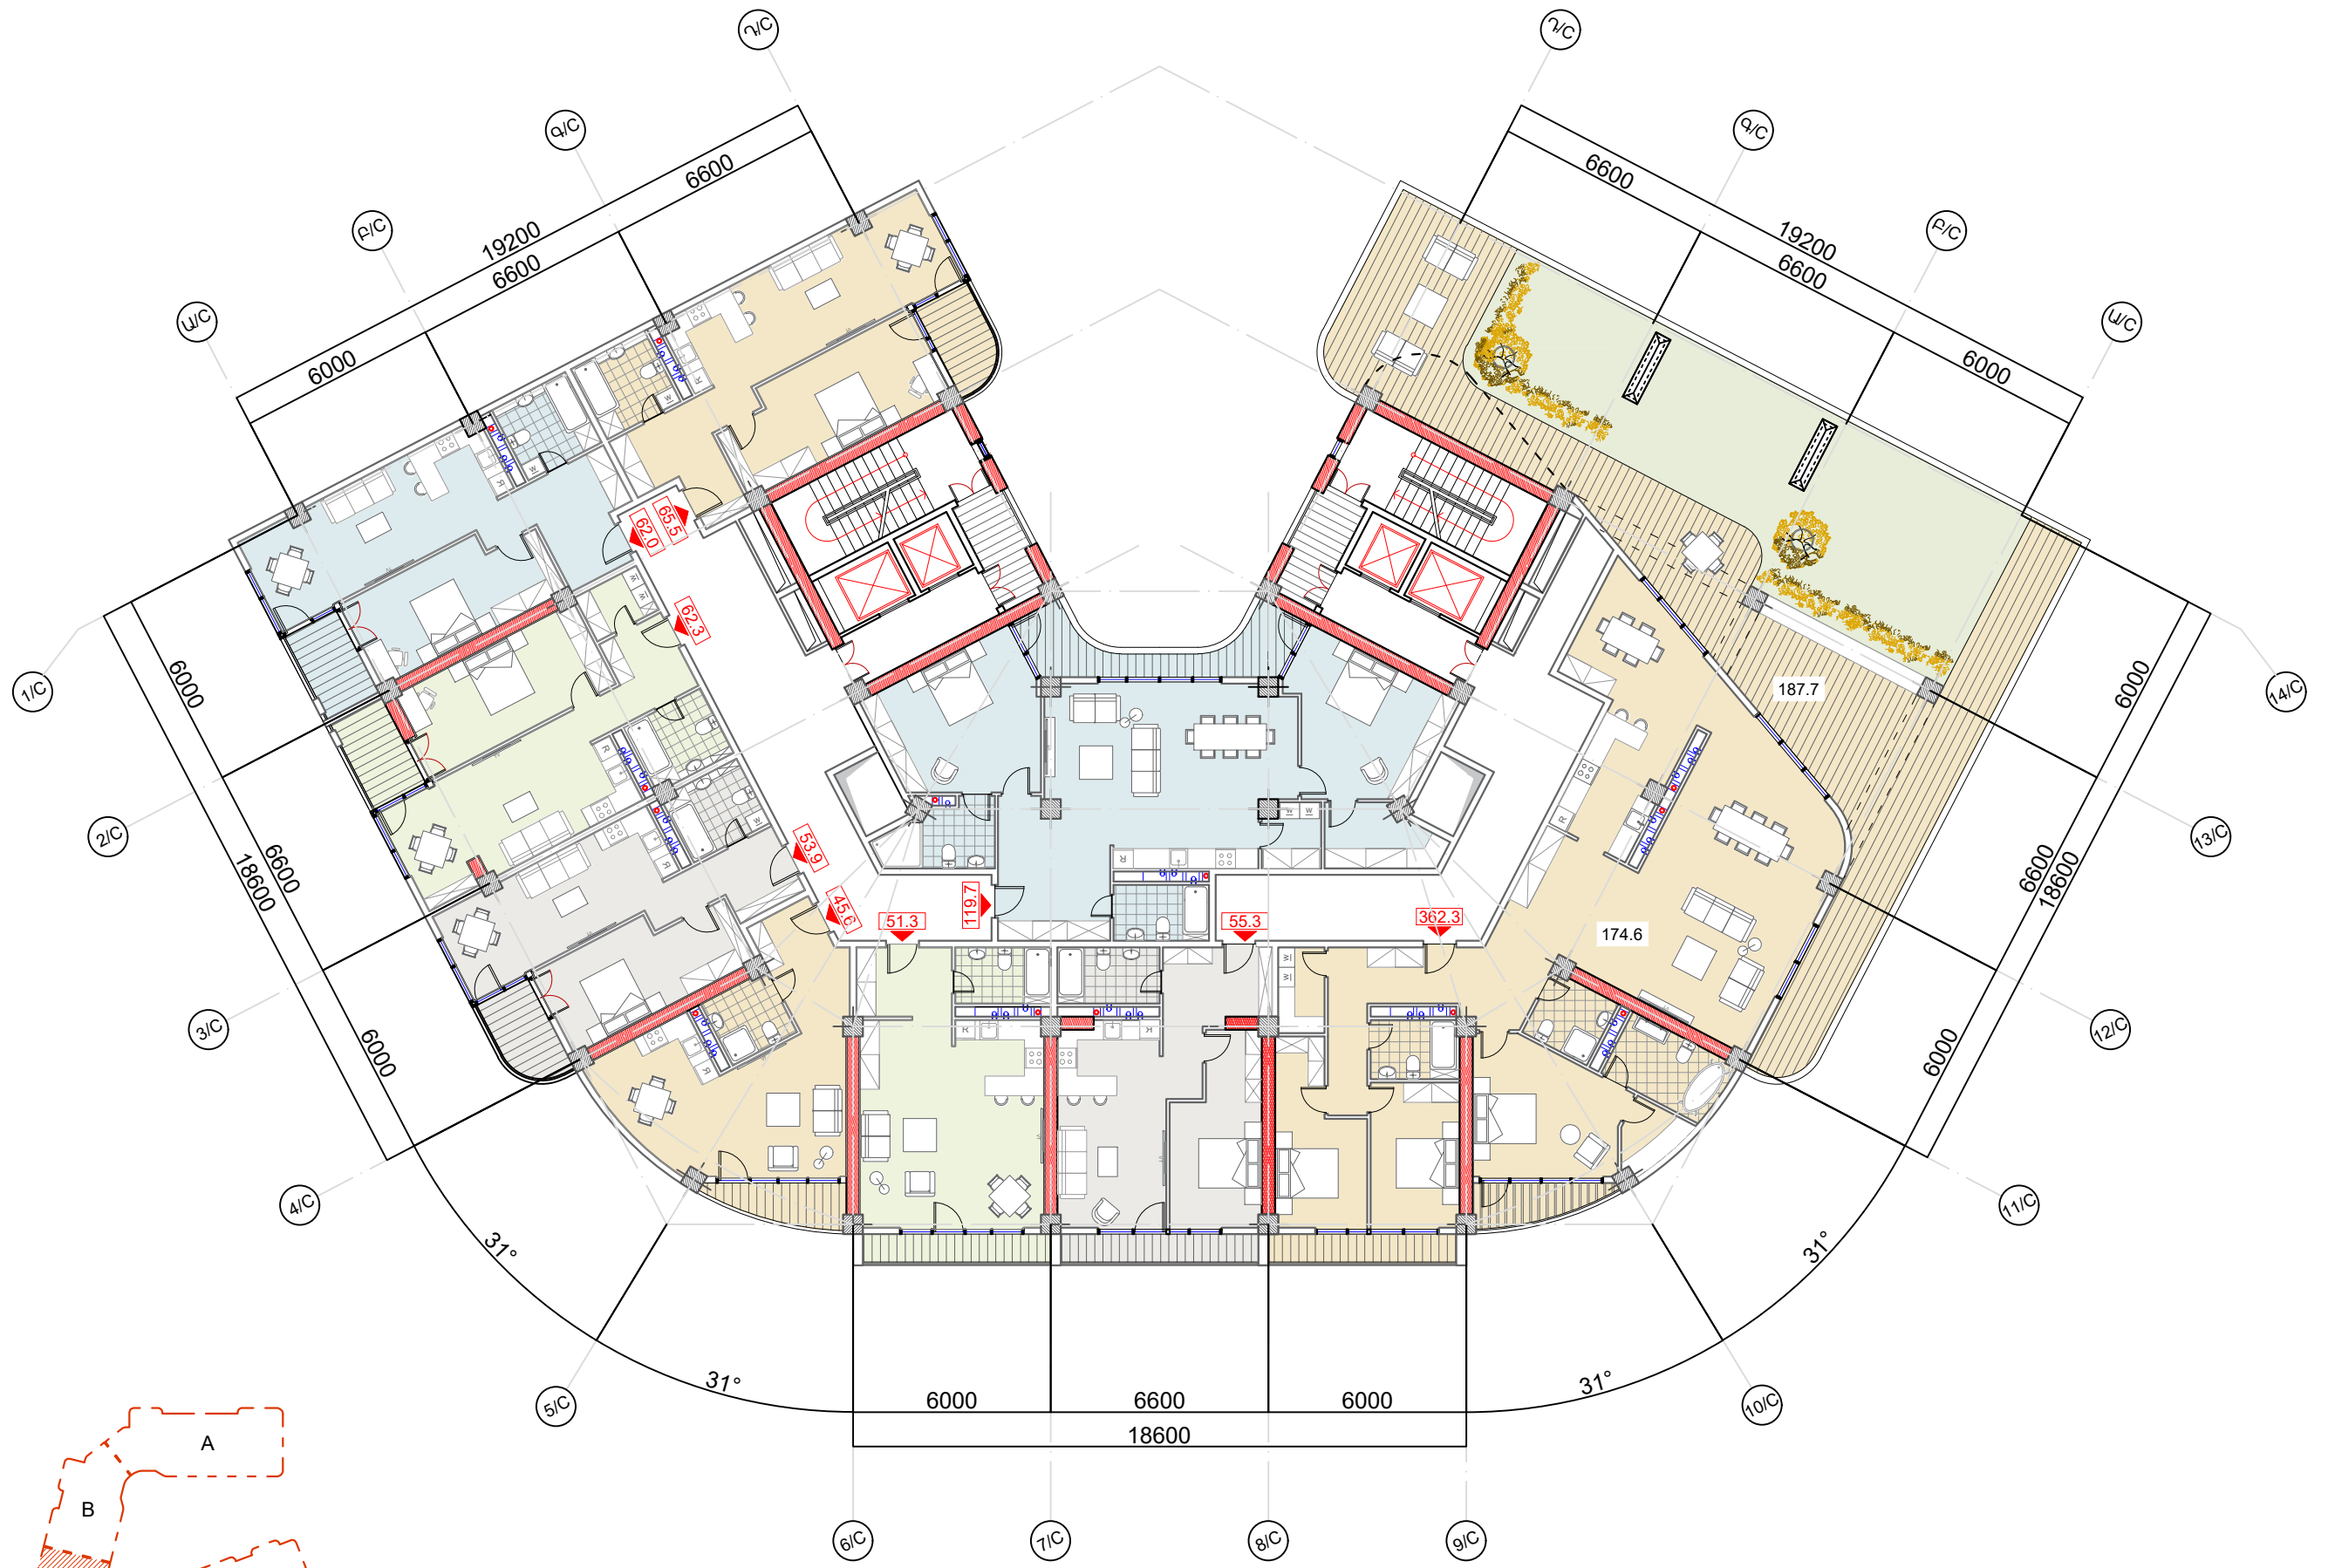 Դ/C
Դ/C
Գ/C
Գ/C
Բ/C
Բ/C
Ա/C
Ա/C
6600
6600
19200
19200
6600
6600
6000
6000
65.5
62.0
62.3
1/C
14/C
6000
6000
187.7
2/C
13/C
53.9
6600
6600
18600
18600
45.6
51.3
119.7
55.3
362.3
174.6
3/C
12/C
6000
6000
4/C
11/C
31°
31°
31°
31°
6000
6600
6000
5/C
10/C
18600
A
B
6/C
7/C
8/C
9/C
R
R
R
R
R
R
R
R
W
W
W
W
W
W
W
W
W